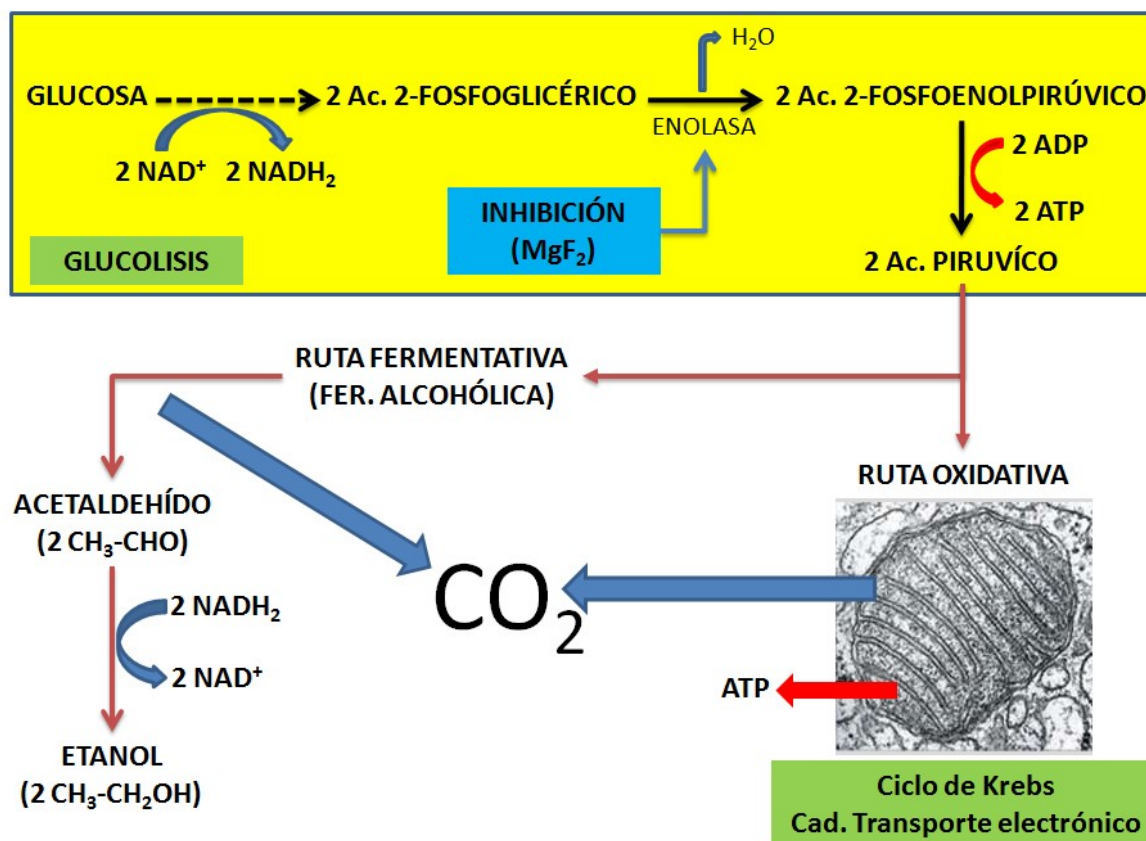 H₂O
GLUCOSA
2 Ac. 2-FOSFOGLICÉRICO
2 Ac. 2-FOSFOENOLPIRÚVICO
ENOLASA
2 NAD⁺ 2 NADH₂
2 ADP
2 ATP
INHIBICIÓN
(MgF₂)
GLUCOLISIS
2 Ac. PIRUVÍCO
RUTA FERMENTATIVA
(FER. ALCOHÓLICA)
RUTA OXIDATIVA
ACETALDEHÍDO
(2 CH₃-CHO)
CO₂
2 NADH₂
2 NAD⁺
ATP
ETANOL
(2 CH₃-CH₂OH)
Ciclo de Krebs
Cad. Transporte electrónico